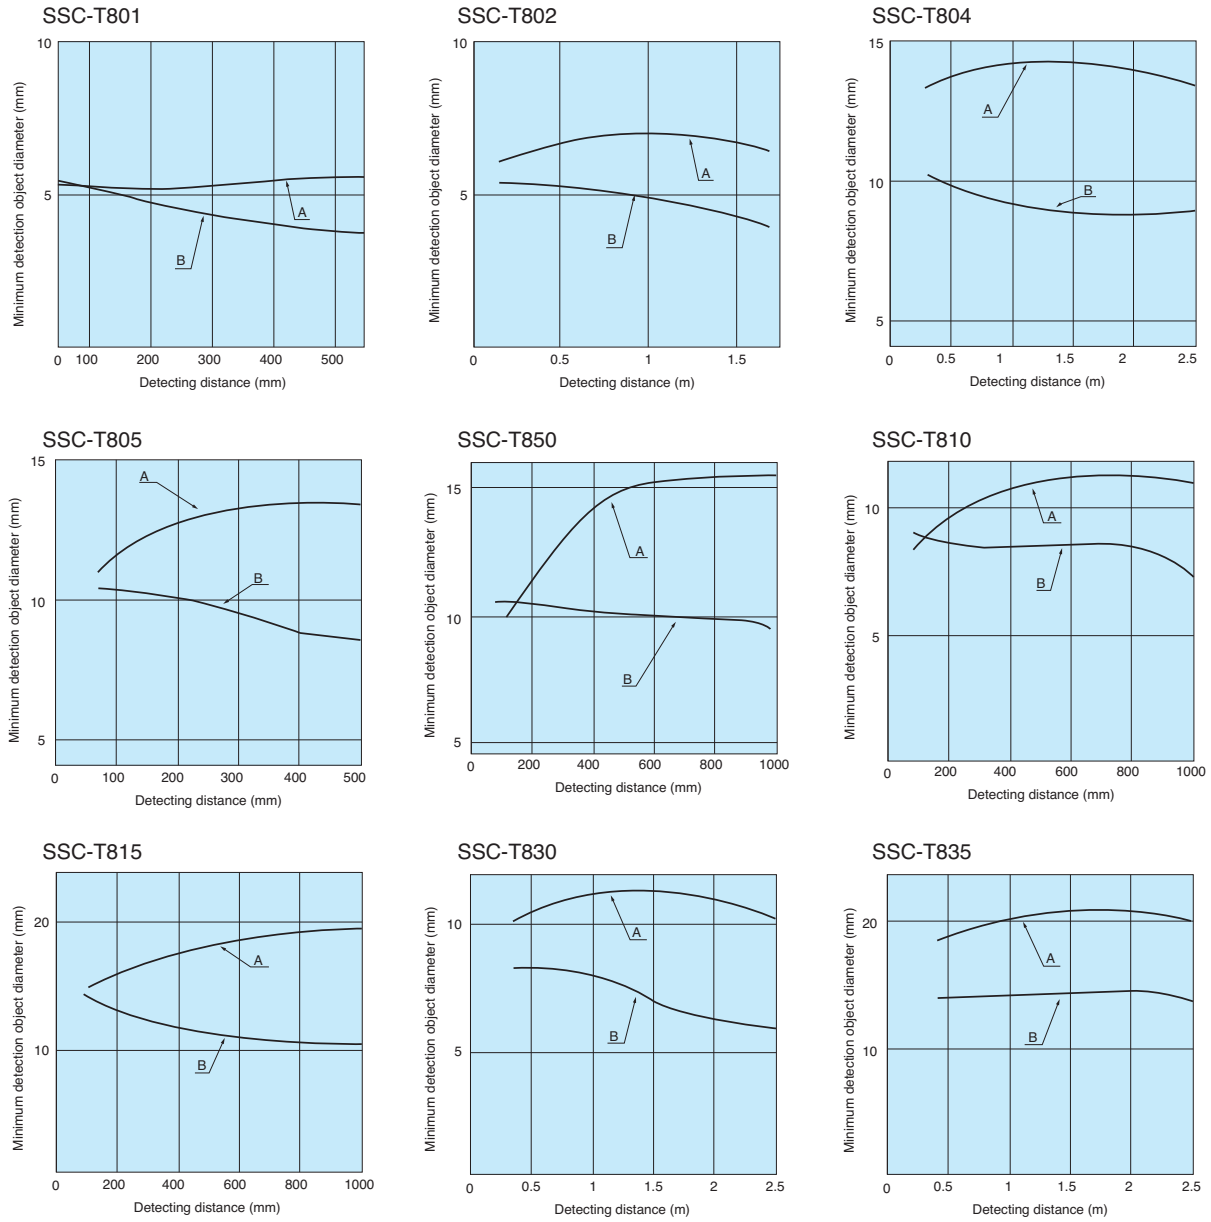 SSC-T801
Minimum detection object diameter (mm)
10
5
A
B
0 100 200 300 400 500
Detecting distance (mm)
SSC-T802
Minimum detection object diameter (mm)
10
5
A
B
0 0.5 1 1.5
Detecting distance (m)
SSC-T804
Minimum detection object diameter (mm)
15
10
5
A
B
0 0.5 1 1.5 2 2.5
Detecting distance (m)
SSC-T805
Minimum detection object diameter (mm)
15
10
5
A
B
0 100 200 300 400 500
Detecting distance (mm)
SSC-T850
Minimum detection object diameter (mm)
15
10
5
A
B
0 200 400 600 800 1000
Detecting distance (mm)
SSC-T810
Minimum detection object diameter (mm)
10
5
A
B
0 200 400 600 800 1000
Detecting distance (mm)
SSC-T815
Minimum detection object diameter (mm)
20
10
A
B
0 200 400 600 800 1000
Detecting distance (mm)
SSC-T830
Minimum detection object diameter (mm)
10
5
A
B
0 0.5 1 1.5 2 2.5
Detecting distance (m)
SSC-T835
Minimum detection object diameter (mm)
20
10
A
B
0 0.5 1 1.5 2 2.5
Detecting distance (m)